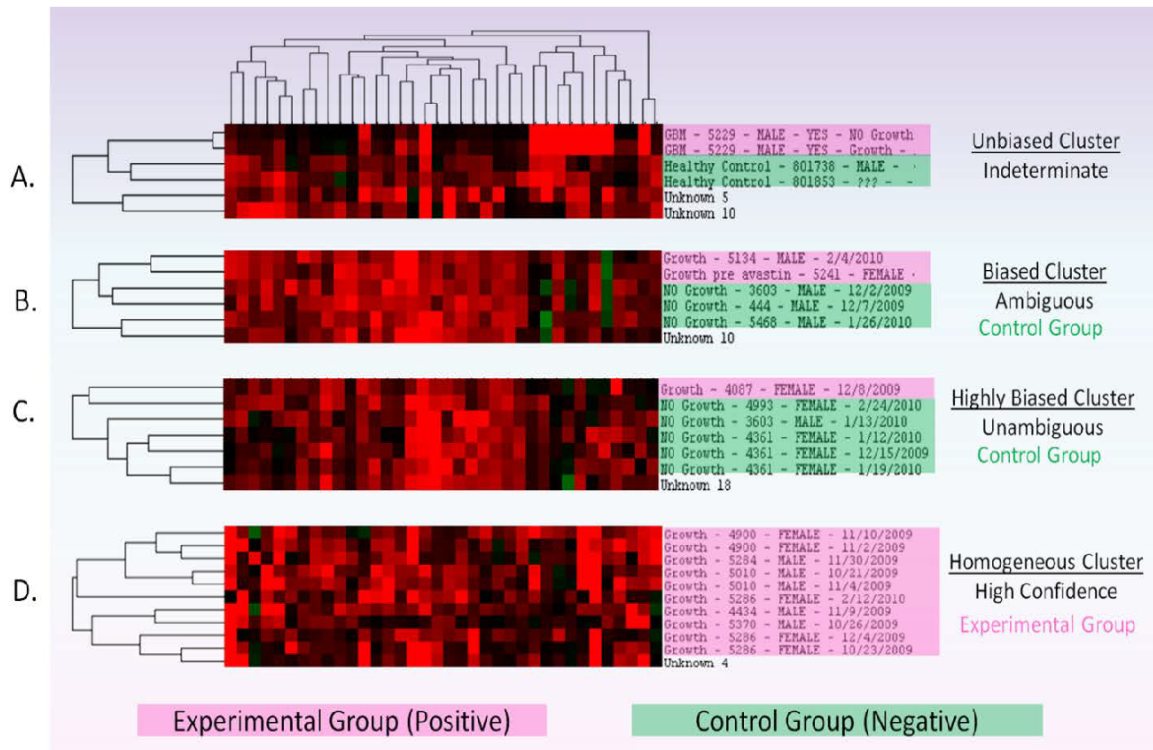 A.
GBM - 5229 - MALE - YES - NO Growth
GBM - 5229 - MALE - YES - Growth -
Healthy Control - 801738 - MALE -
Healthy Control - 801853 - ??? - -
Unknown 5
Unknown 10
Unbiased Cluster
Indeterminate
B.
Growth - 5134 - MALE - 2/4/2010
Growth pre avastin - 5241 - FEMALE -
NO Growth - 3603 - MALE - 12/2/2009
NO Growth - 444 - MALE - 12/7/2009
NO Growth - 5468 - MALE - 1/26/2010
Unknown 10
Biased Cluster
Ambiguous
Control Group
C.
Growth - 4087 - FEMALE - 12/8/2009
NO Growth - 4993 - FEMALE - 2/24/2010
NO Growth - 3603 - MALE - 1/13/2010
NO Growth - 4361 - FEMALE - 1/12/2010
NO Growth - 4361 - FEMALE - 12/15/2009
NO Growth - 4361 - FEMALE - 1/19/2010
Unknown 18
Highly Biased Cluster
Unambiguous
Control Group
D.
Growth - 4900 - FEMALE - 11/10/2009
Growth - 4900 - FEMALE - 11/2/2009
Growth - 5284 - MALE - 11/30/2009
Growth - 5010 - MALE - 10/21/2009
Growth - 5010 - MALE - 11/4/2009
Growth - 5286 - FEMALE - 2/12/2010
Growth - 4434 - MALE - 11/9/2009
Growth - 5370 - MALE - 10/26/2009
Growth - 5286 - FEMALE - 12/4/2009
Growth - 5286 - FEMALE - 10/23/2009
Unknown 4
Homogeneous Cluster
High Confidence
Experimental Group
Experimental Group (Positive)
Control Group (Negative)